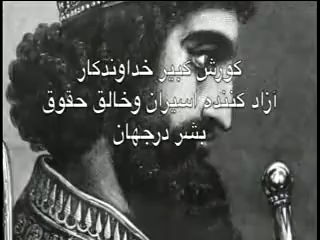 کورش کبیر خداوندکار
آزاد کننده اسیران وخالق حقوق
بشر درجهان